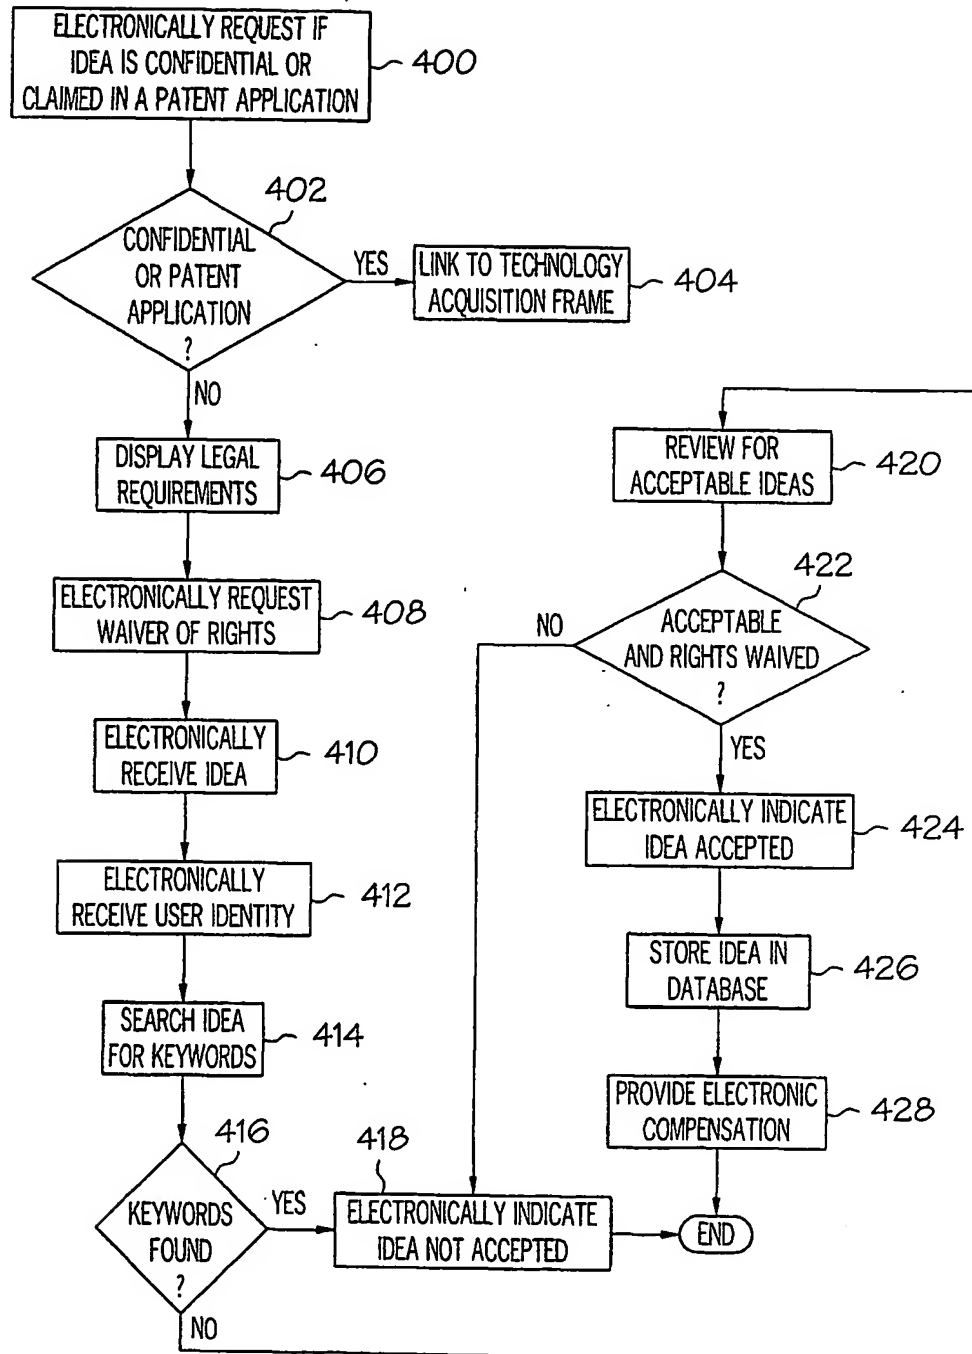 ELECTRONICALLY REQUEST IF
IDEA IS CONFIDENTIAL OR
CLAIMED IN A PATENT APPLICATION
400
402
CONFIDENTIAL
OR PATENT
APPLICATION
?
YES
LINK TO TECHNOLOGY
ACQUISITION FRAME
404
NO
DISPLAY LEGAL
REQUIREMENTS
406
ELECTRONICALLY REQUEST
WAIVER OF RIGHTS
408
ELECTRONICALLY
RECEIVE IDEA
410
ELECTRONICALLY
RECEIVE USER IDENTITY
412
SEARCH IDEA
FOR KEYWORDS
414
416
KEYWORDS
FOUND
?
YES
NO
418
ELECTRONICALLY INDICATE
IDEA NOT ACCEPTED
END
REVIEW FOR
ACCEPTABLE IDEAS
420
422
ACCEPTABLE
AND RIGHTS WAIVED
?
NO
YES
ELECTRONICALLY INDICATE
IDEA ACCEPTED
424
STORE IDEA IN
DATABASE
426
PROVIDE ELECTRONIC
COMPENSATION
428